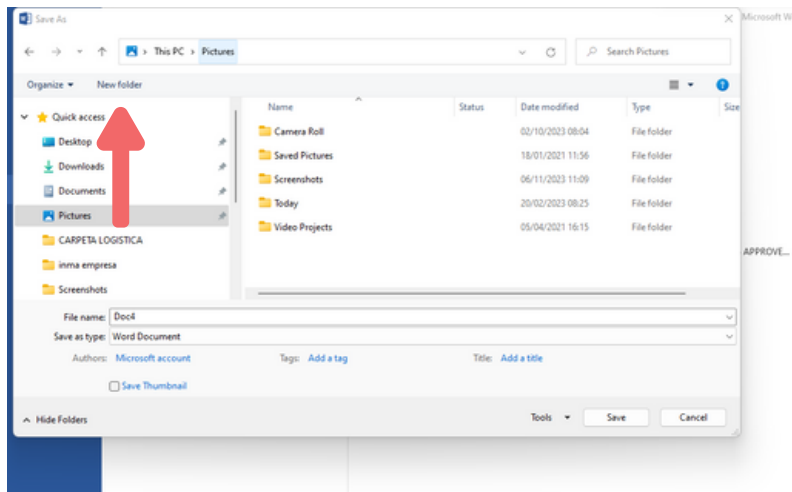 Save As
Microsoft W
This PC > Pictures
Search Pictures
Organize
New folder
Name Status Date modified Type Size
Quick access
Desktop
Downloads
Documents
Pictures
CARPETA LOGISTICA
inma empresa
Screenshots
Camera Roll 02/10/2023 08:04 File folder
Saved Pictures 18/01/2021 11:56 File folder
Screenshots 06/11/2023 11:09 File folder
Today 20/02/2023 08:25 File folder
Video Projects 05/04/2021 16:15 File folder
APPROVE...
File name: Doc4
Save as type: Word Document
Authors: Microsoft account Tags: Add a tag Title: Add a title
Save Thumbnail
Hide Folders
Tools Save Cancel